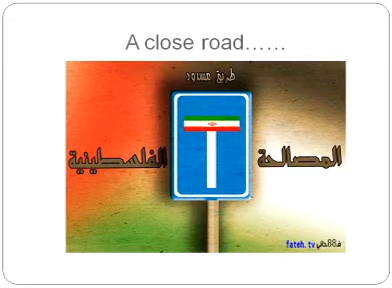 A close road......
طريق مسدود
المصالحة الفلسطينية
fateh.tv